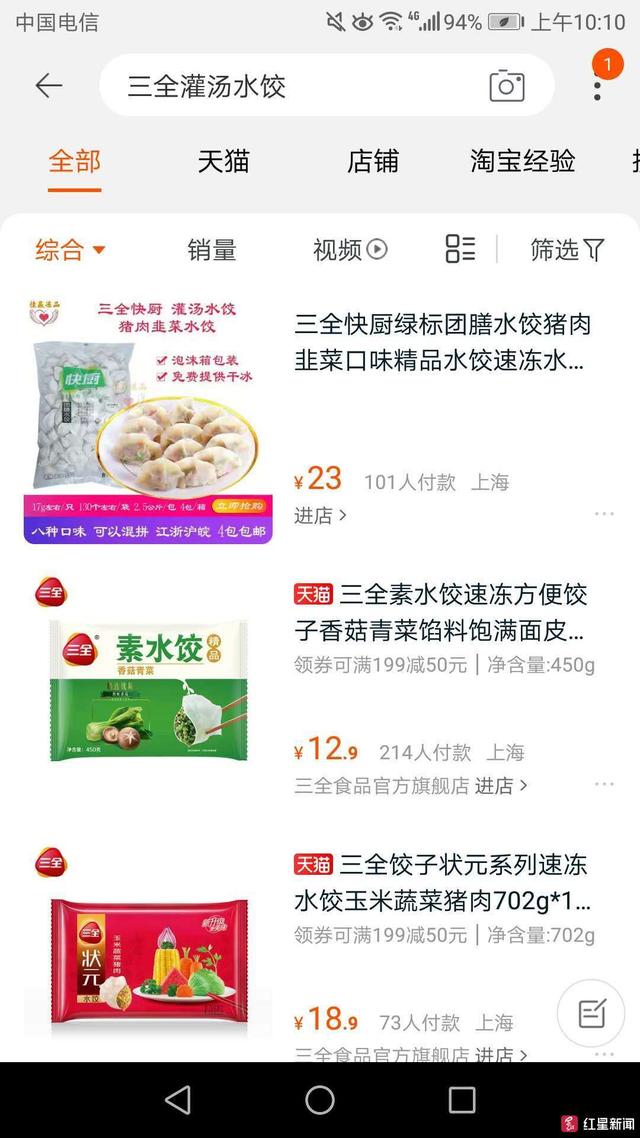 中国电信
4G 94% 上午10:10
三全灌汤水饺
1
全部
天猫
店铺
淘宝经验
综合
销量
视频
筛选
佳赢冻品
三全快厨 灌汤水饺
猪肉韭菜水饺
泡沫箱包装
免费提供干冰
快厨
17g左右/只 130个左右/袋 2.5公斤/包 4包/箱 立即抢购
八种口味 可以混拼 江浙沪皖 4包包邮
三全快厨绿标团膳水饺猪肉
韭菜口味精品水饺速冻水...
¥23 101人付款 上海
进店
三全
三全
素水饺
精品
香菇青菜
净含量:450克
天猫 三全素水饺速冻方便饺
子香菇青菜馅料饱满面皮...
领券可满199减50元 | 净含量:450g
¥12.9 214人付款 上海
三全食品官方旗舰店 进店
三全
三全
状元
水饺
玉米蔬菜猪肉
天猫 三全饺子状元系列速冻
水饺玉米蔬菜猪肉702g*1...
领券可满199减50元 | 净含量:702g
¥18.9 73人付款 上海
三全食品官方旗舰店 进店
红星新闻